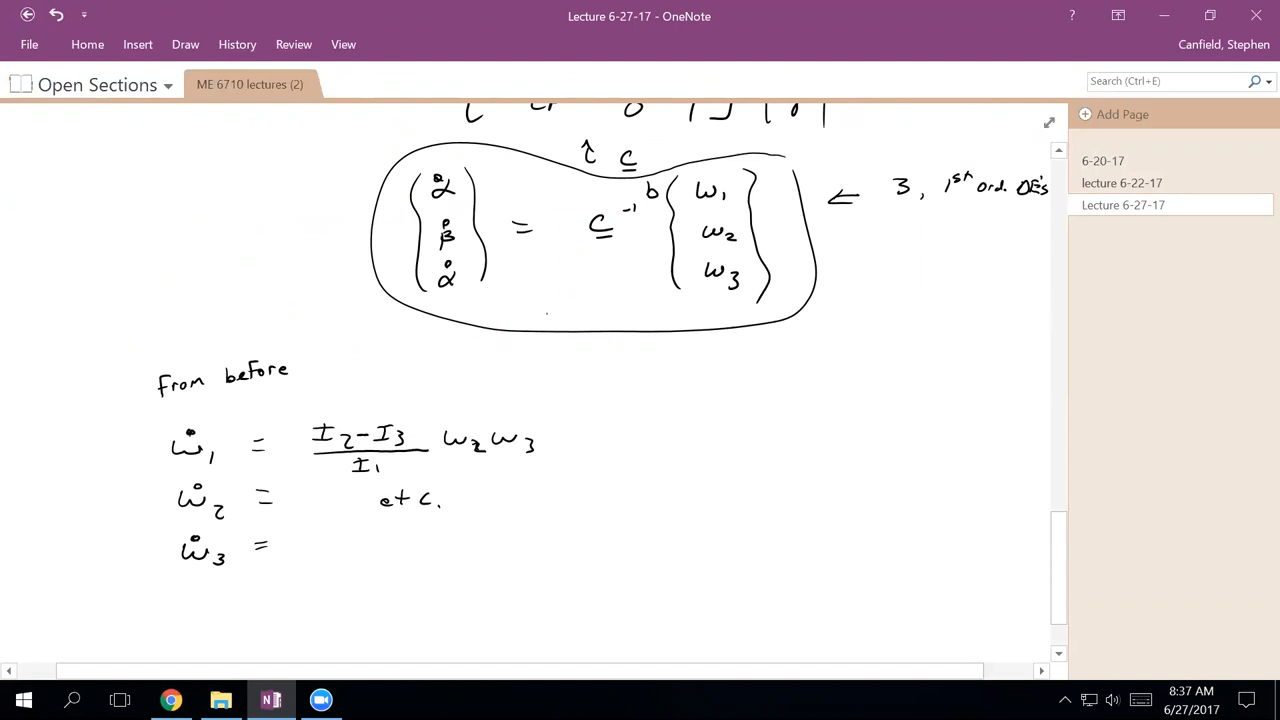 Lecture 6-27-17 - OneNote
File Home Insert Draw History Review View
Canfield, Stephen
Open Sections
ME 6710 lectures (2)
Search (Ctrl+E)
Add Page
6-20-17
lecture 6-22-17
Lecture 6-27-17
C
α̇
β̇
α̇
=
C⁻¹
b
ω₁
ω₂
ω₃
← 3, 1st ord. DE's
From before
ω̇₁ = (I₂-I₃)/I₁ ω₂ω₃
ω̇₂ = etc.
ω̇₃ =
8:37 AM
6/27/2017